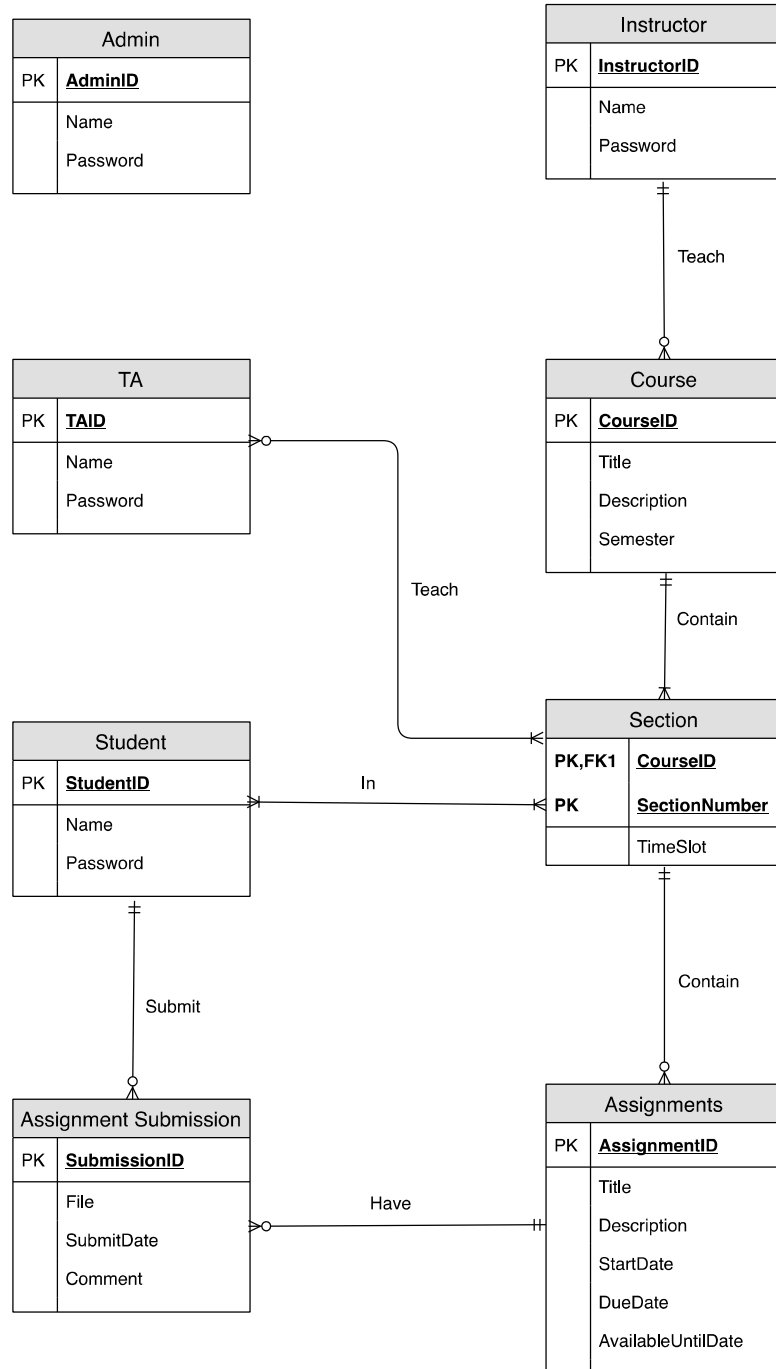 Admin
PK AdminID
Name
Password
Instructor
PK InstructorID
Name
Password
Teach
TA
PK TAID
Name
Password
Course
PK CourseID
Title
Description
Semester
Teach
Contain
Student
PK StudentID
Name
Password
In
Section
PK,FK1 CourseID
PK SectionNumber
TimeSlot
Submit
Contain
Assignment Submission
PK SubmissionID
File
SubmitDate
Comment
Have
Assignments
PK AssignmentID
Title
Description
StartDate
DueDate
AvailableUntilDate